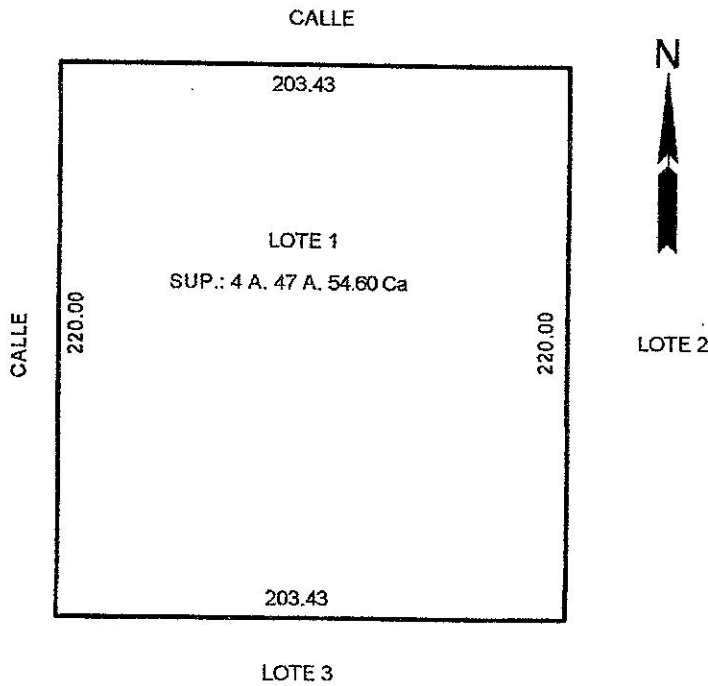 CALLE
N
203.43
LOTE 1
SUP.: 4 A. 47 A. 54.60 Ca
CALLE
220.00
220.00
LOTE 2
203.43
LOTE 3